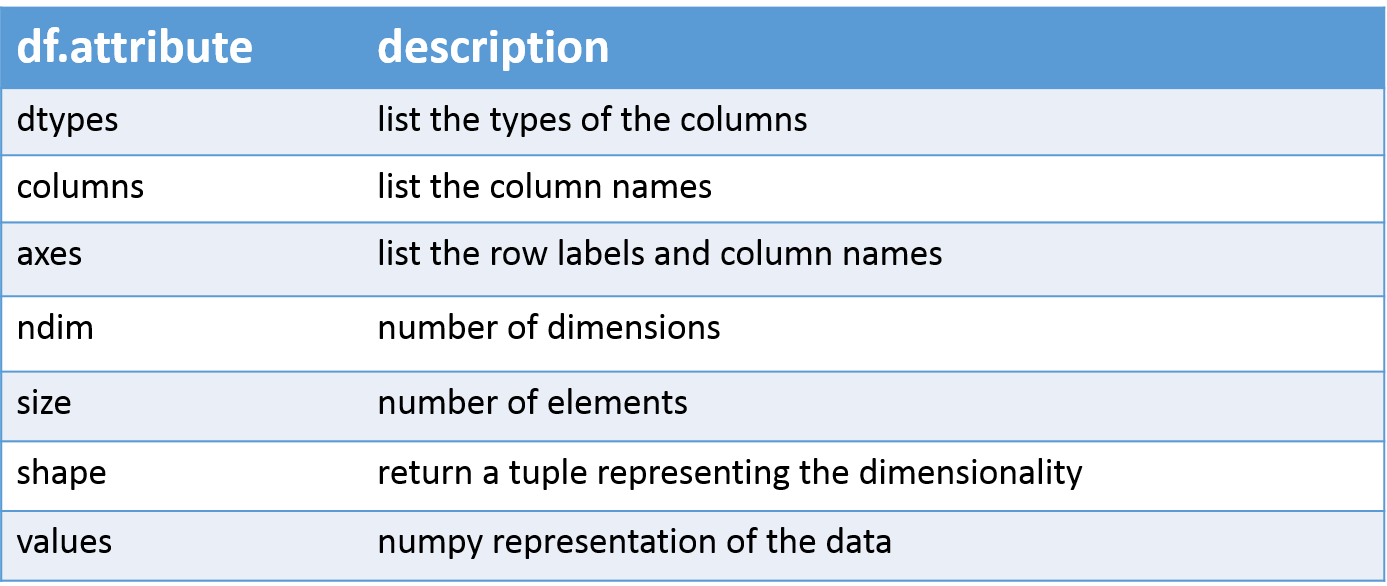 df.attribute description
dtypes list the types of the columns
columns list the column names
axes list the row labels and column names
ndim number of dimensions
size number of elements
shape return a tuple representing the dimensionality
values numpy representation of the data